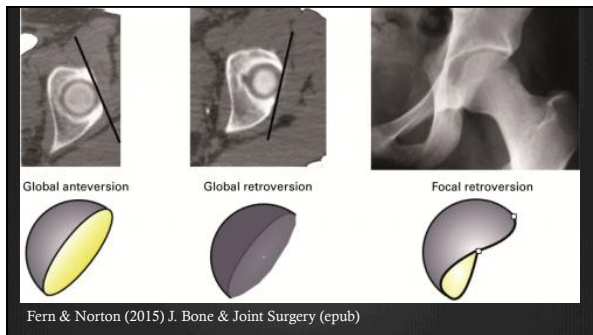 Global anteversion
Global retroversion
Focal retroversion
Fern & Norton (2015) J. Bone & Joint Surgery (epub)